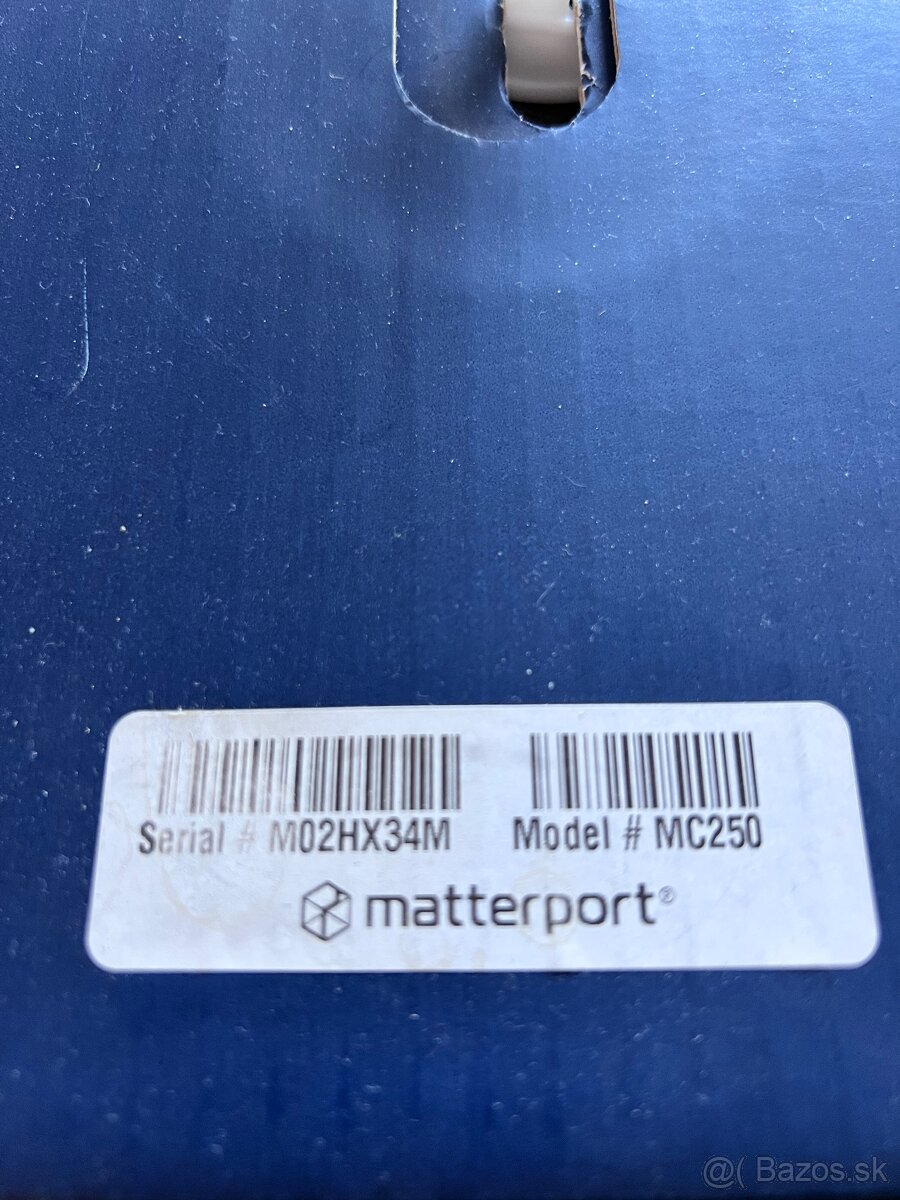 Serial # M02HX34M Model # MC250
matterport®
@( Bazos.sk